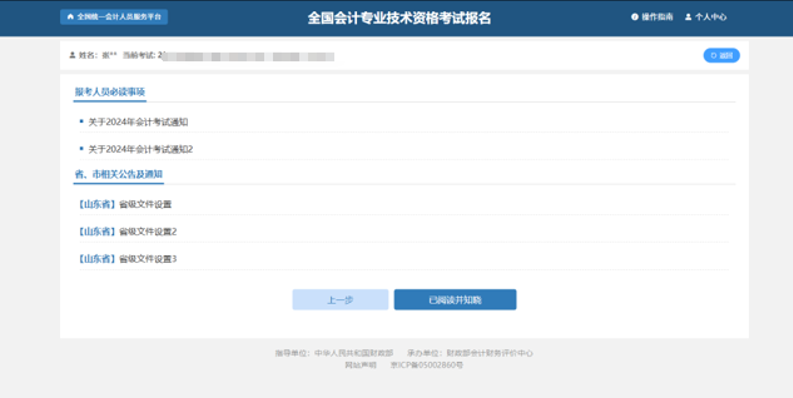 全国统一会计人员服务平台
全国会计专业技术资格考试报名
操作指南 个人中心
姓名: 张** 当前考试: 2
返回
报考人员必读事项
关于2024年会计考试通知
关于2024年会计考试通知2
省、市相关公告及通知
【山东省】省级文件设置
【山东省】省级文件设置2
【山东省】省级文件设置3
上一步 已阅读并知晓
指导单位：中华人民共和国财政部 承办单位：财政部会计财务评价中心
网站声明 京ICP备05002860号